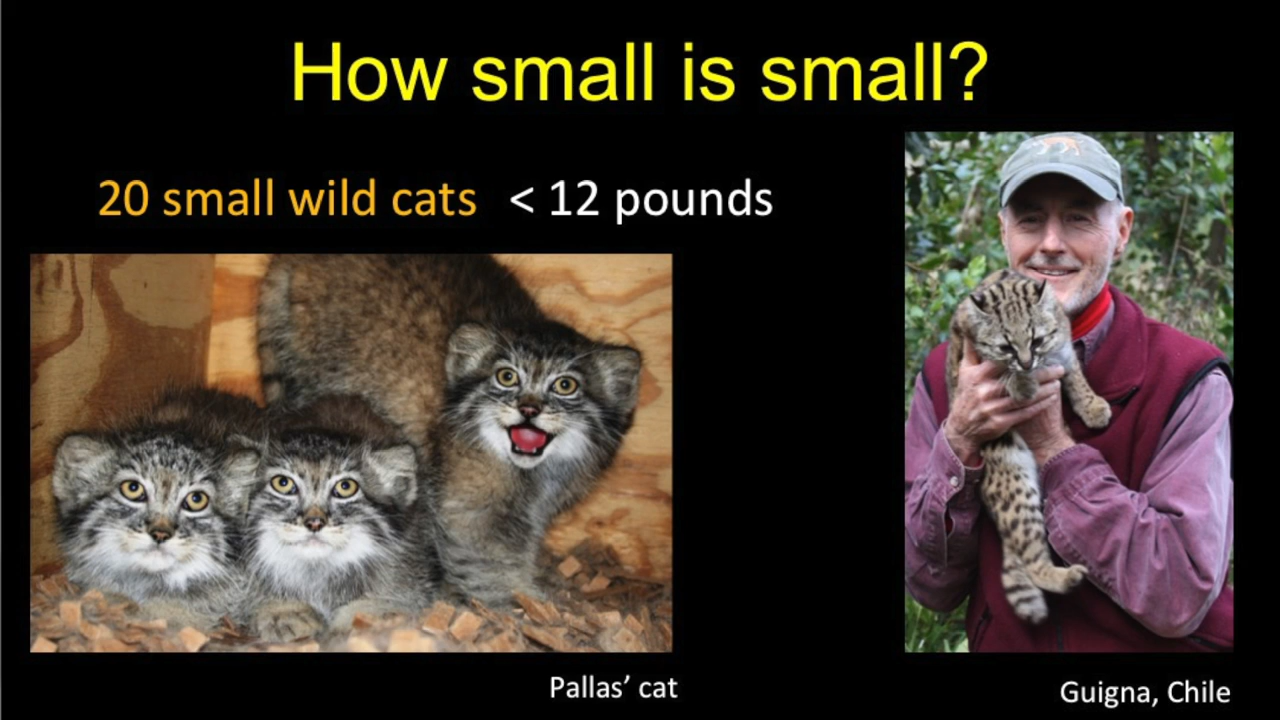 How small is small?
20 small wild cats < 12 pounds
Pallas’ cat
Guigna, Chile